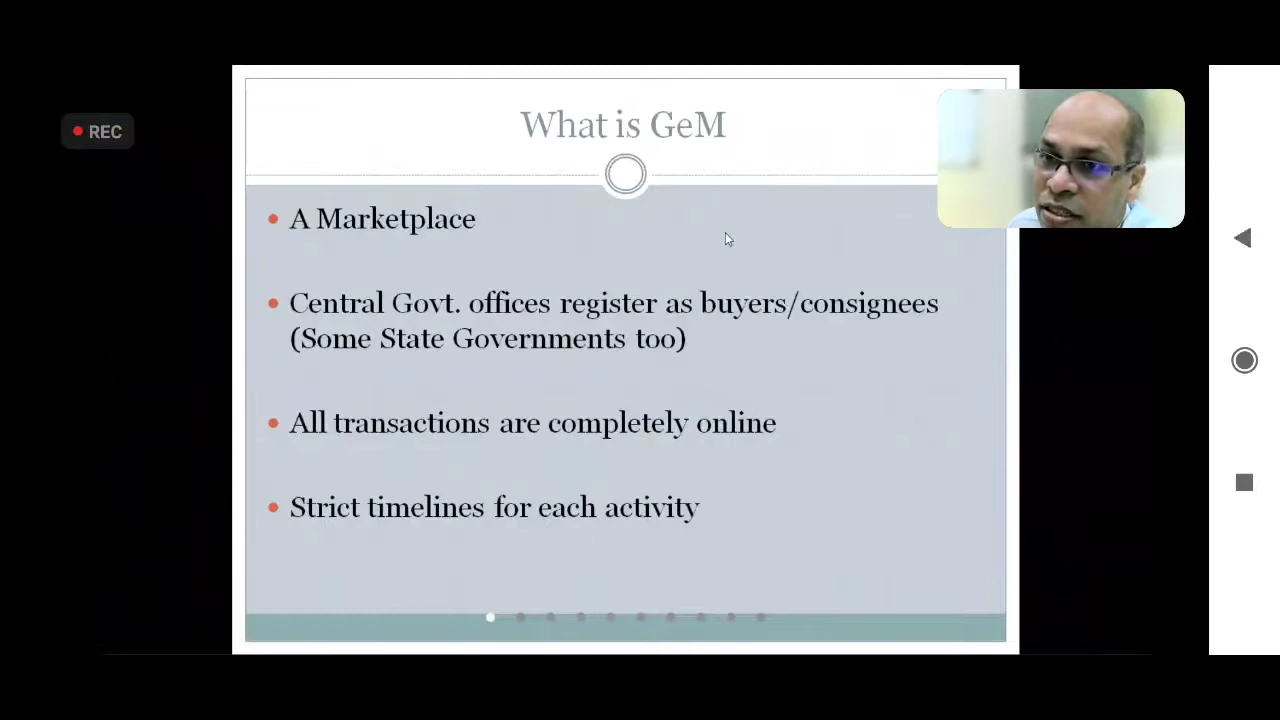 REC
What is GeM
A Marketplace
Central Govt. offices register as buyers/consignees
(Some State Governments too)
All transactions are completely online
Strict timelines for each activity